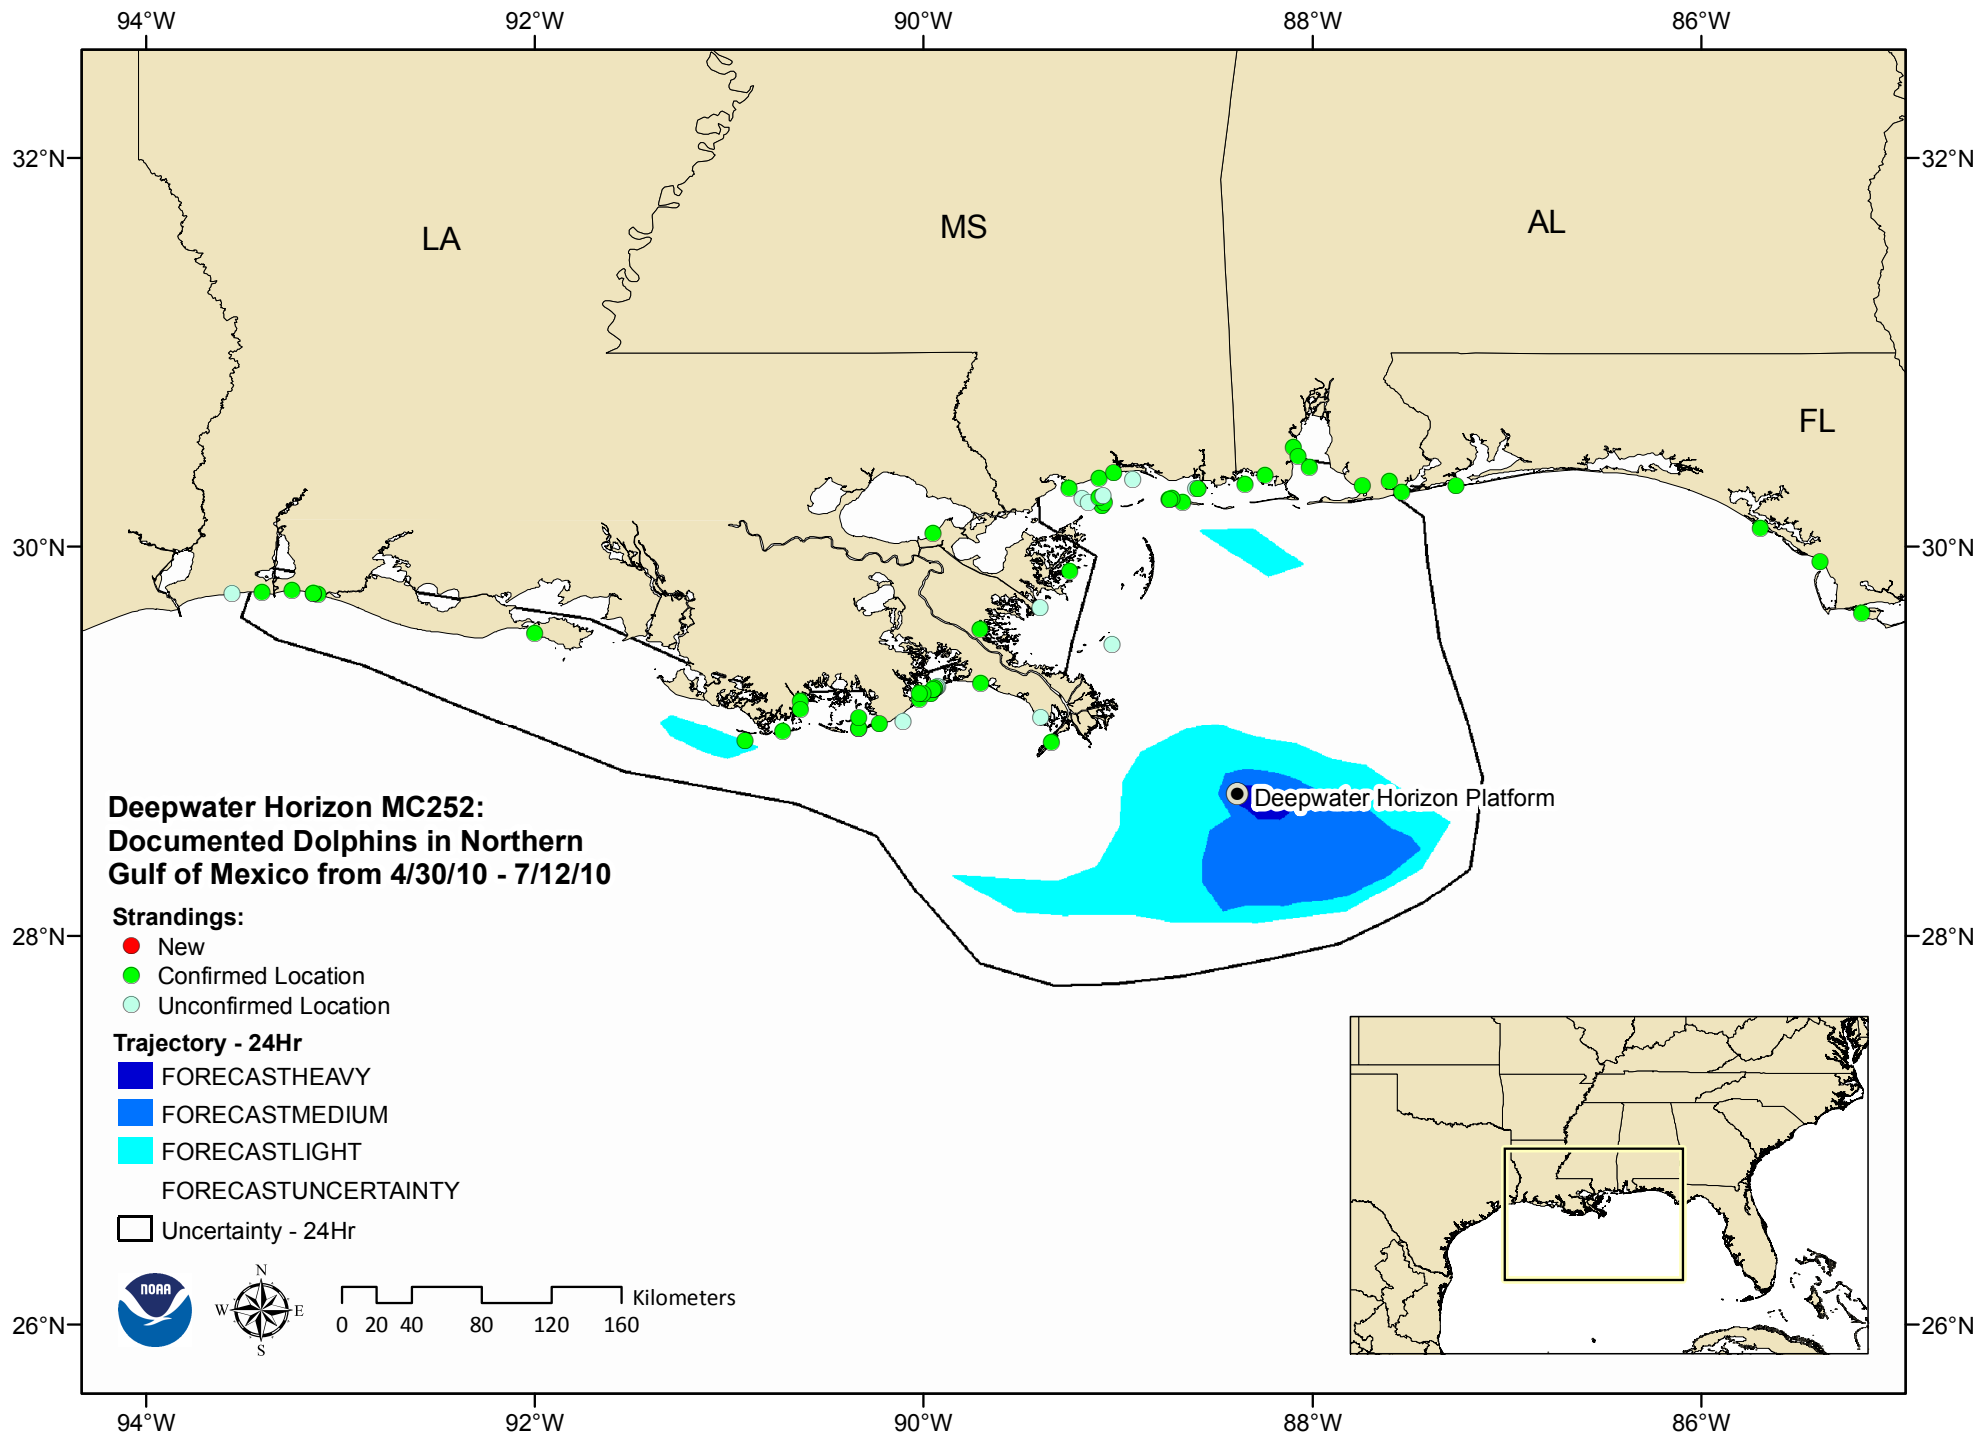 94°W 92°W 90°W 88°W 86°W
32°N 32°N
LA MS AL
FL
30°N 30°N
Deepwater Horizon Platform
Deepwater Horizon MC252:
Documented Dolphins in Northern
Gulf of Mexico from 4/30/10 - 7/12/10
Strandings:
28°N 28°N
New
Confirmed Location
Unconfirmed Location
Trajectory - 24Hr
FORECASTHEAVY
FORECASTMEDIUM
FORECASTLIGHT
FORECASTUNCERTAINTY
Uncertainty - 24Hr
NOAA
N
W E
S
Kilometers
0 20 40 80 120 160
26°N 26°N
94°W 92°W 90°W 88°W 86°W